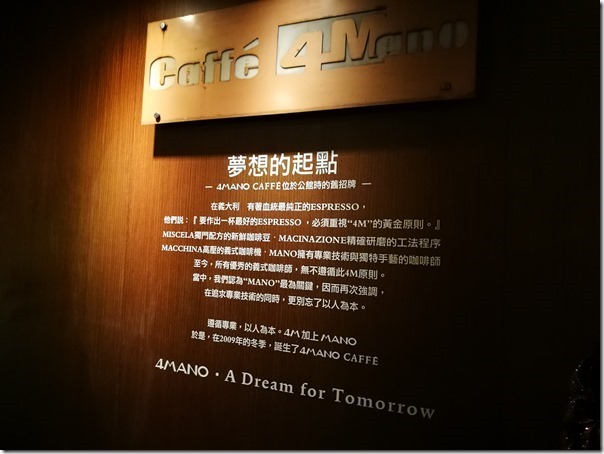 Caffé 4Mano
夢想的起點
— 4MANO CAFFÉ位於公館時的舊招牌 —
在義大利 有著血統最純正的ESPRESSO，
他們說：『 要作出一杯最好的ESPRESSO ，必須重視“4M”的黃金原則。』
MISCELA獨門配方的新鮮咖啡豆．MACINAZIONE精確研磨的工法程序
MACCHINA高壓的義式咖啡機．MANO擁有專業技術與獨特手藝的咖啡師
至今，所有優秀的義式咖啡師，無不遵循此4M原則。
當中，我們認為“MANO”最為關鍵，因而再次強調，
在追求專業技術的同時，更別忘了以人為本。
遵循專業，以人為本。4M 加上 MANO
於是，在2009年的冬季，誕生了4MANO CAFFÉ
4MANO．A Dream for Tomorrow